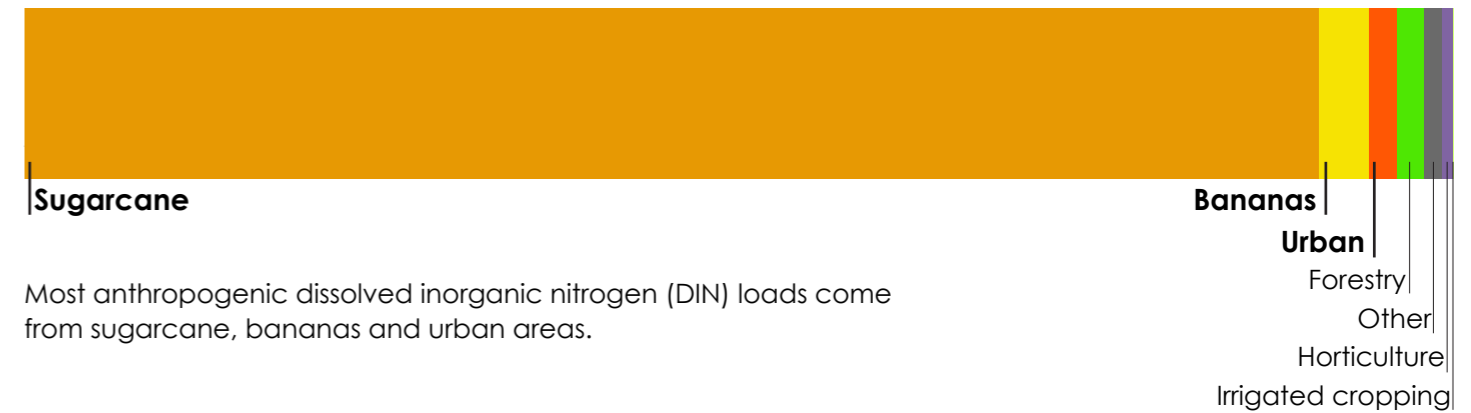 Sugarcane
Bananas
Urban
Forestry
Other
Horticulture
Irrigated cropping
Most anthropogenic dissolved inorganic nitrogen (DIN) loads come
from sugarcane, bananas and urban areas.